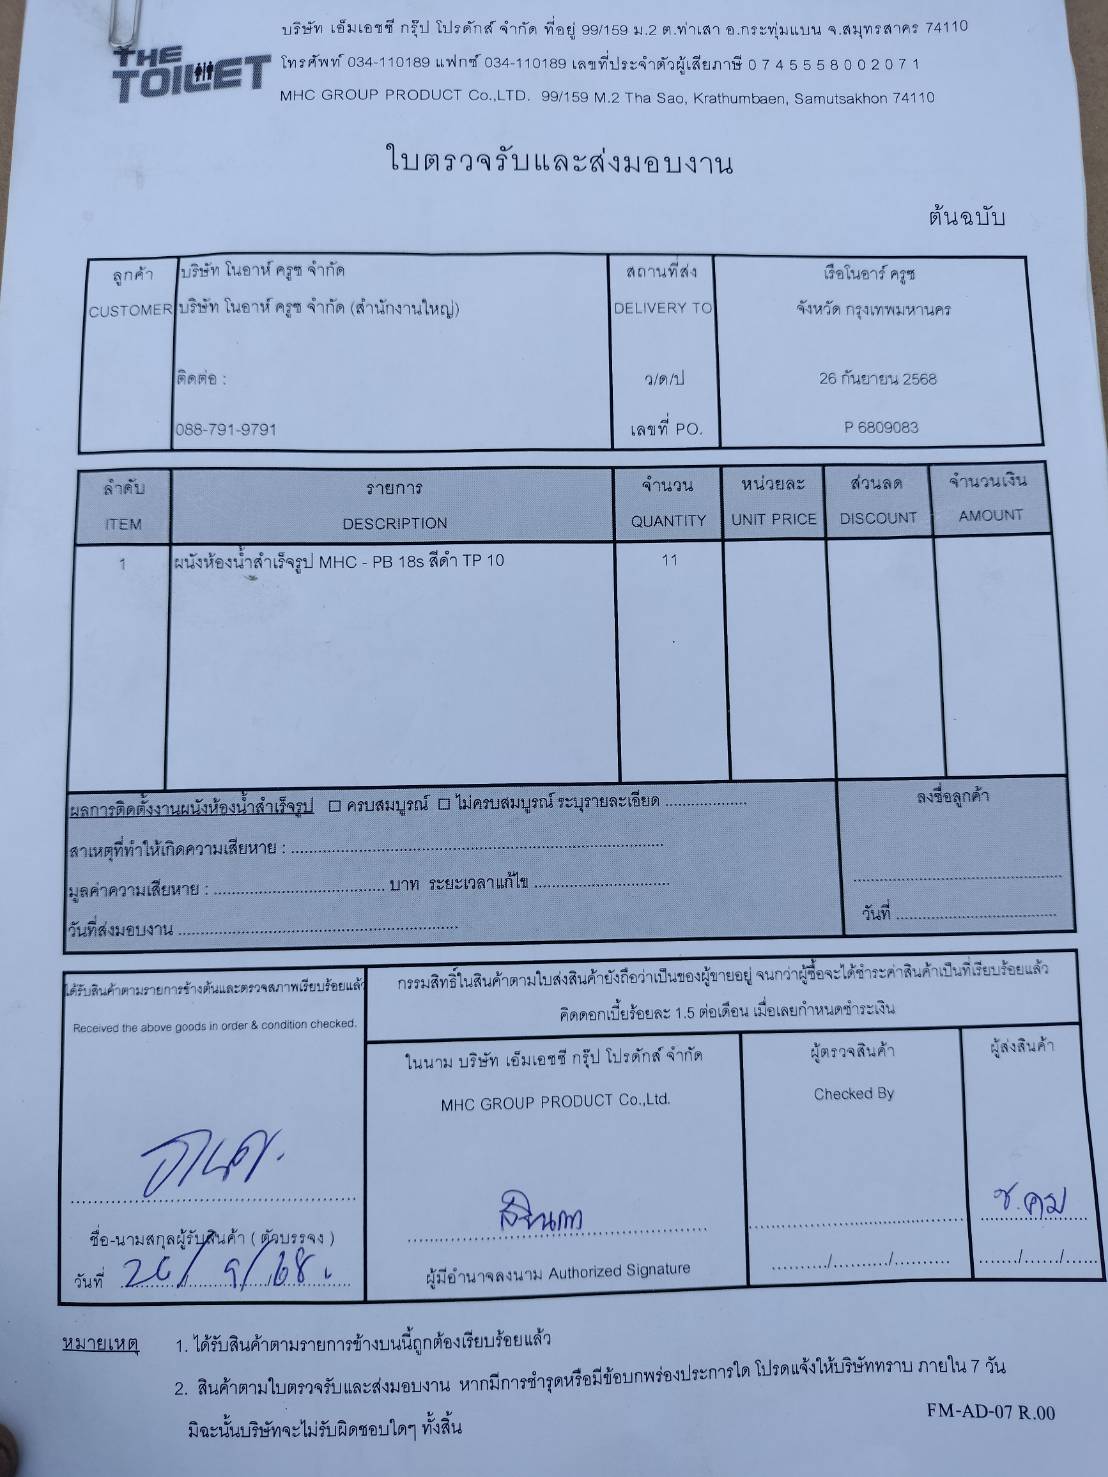 THE TOILET
บริษัท เอ็มเอชซี กรุ๊ป โปรดักส์ จำกัด ที่อยู่ 99/159 ม.2 ต.ท่าเสา อ.กระทุ่มแบน จ.สมุทรสาคร 74110
โทรศัพท์ 034-110189 แฟกซ์ 034-110189 เลขที่ประจำตัวผู้เสียภาษี 0 7 4 5 5 5 8 0 0 2 0 7 1
MHC GROUP PRODUCT Co.,LTD. 99/159 M.2 Tha Sao, Krathumbaen, Samutsakhon 74110
ใบตรวจรับและส่งมอบงาน
ต้นฉบับ
ลูกค้า บริษัท โนอาห์ ครูซ จำกัด สถานที่ส่ง เรือโนอาร์ ครูซ
CUSTOMER บริษัท โนอาห์ ครูซ จำกัด (สำนักงานใหญ่) DELIVERY TO จังหวัด กรุงเทพมหานคร
ติดต่อ : ว/ด/ป 26 กันยายน 2568
088-791-9791 เลขที่ PO. P 6809083
ลำดับ รายการ จำนวน หน่วยละ ส่วนลด จำนวนเงิน
ITEM DESCRIPTION QUANTITY UNIT PRICE DISCOUNT AMOUNT
1 ผนังห้องน้ำสำเร็จรูป MHC - PB 18s สีดำ TP 10 11
ผลการติดตั้งงานผนังห้องน้ำสำเร็จรูป ☐ ครบสมบูรณ์ ☐ ไม่ครบสมบูรณ์ ระบุรายละเอียด .................. ลงชื่อลูกค้า
สาเหตุที่ทำให้เกิดความเสียหาย : ..................
มูลค่าความเสียหาย : .................. บาท ระยะเวลาแก้ไข ..................
วันที่ส่งมอบงาน .................. วันที่ ..................
ได้รับสินค้าตามรายการข้างต้นและตรวจสภาพเรียบร้อยแล้ว
Received the above goods in order & condition checked.
กรรมสิทธิ์ในสินค้าตามใบส่งสินค้ายังถือว่าเป็นของผู้ขายอยู่ จนกว่าผู้ซื้อจะได้ชำระค่าสินค้าเป็นที่เรียบร้อยแล้ว
คิดดอกเบี้ยร้อยละ 1.5 ต่อเดือน เมื่อเลยกำหนดชำระเงิน
ในนาม บริษัท เอ็มเอชซี กรุ๊ป โปรดักส์ จำกัด ผู้ตรวจสินค้า ผู้ส่งสินค้า
MHC GROUP PRODUCT Co.,Ltd. Checked By
ช.คม
ชื่อ-นามสกุลผู้รับสินค้า ( ตัวบรรจง )
วันที่ 26/9/68.
ผู้มีอำนาจลงนาม Authorized Signature ........../........../.......... ......./......./......
หมายเหตุ 1. ได้รับสินค้าตามรายการข้างบนนี้ถูกต้องเรียบร้อยแล้ว
2. สินค้าตามใบตรวจรับและส่งมอบงาน หากมีการชำรุดหรือมีข้อบกพร่องประการใด โปรดแจ้งให้บริษัททราบ ภายใน 7 วัน
มิฉะนั้นบริษัทจะไม่รับผิดชอบใดๆ ทั้งสิ้น
FM-AD-07 R.00